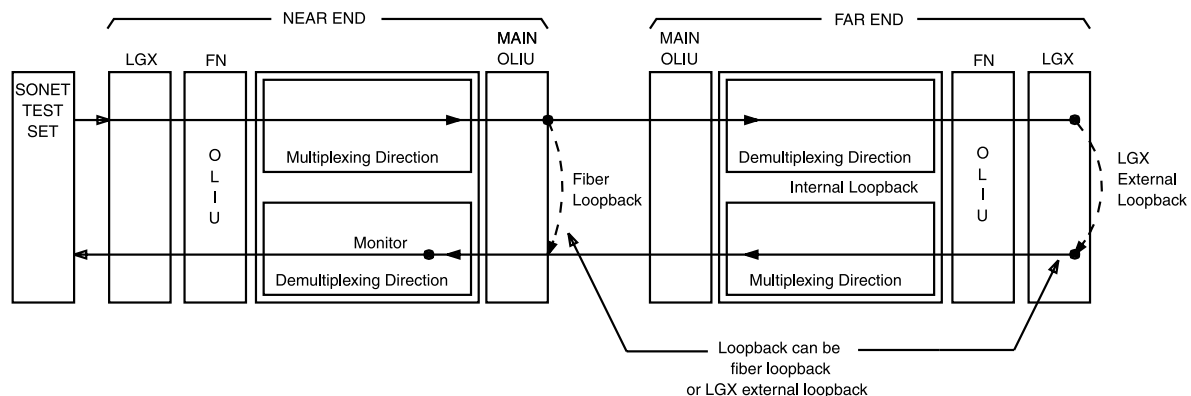 NEAR END
FAR END
MAIN
OLIU
MAIN
OLIU
LGX
FN
FN
LGX
SONET
TEST
SET
O
L
I
U
Multiplexing Direction
Demultiplexing Direction
Internal Loopback
O
L
I
U
Fiber
Loopback
LGX
External
Loopback
Monitor
Demultiplexing Direction
Multiplexing Direction
Loopback can be
fiber loopback
or LGX external loopback